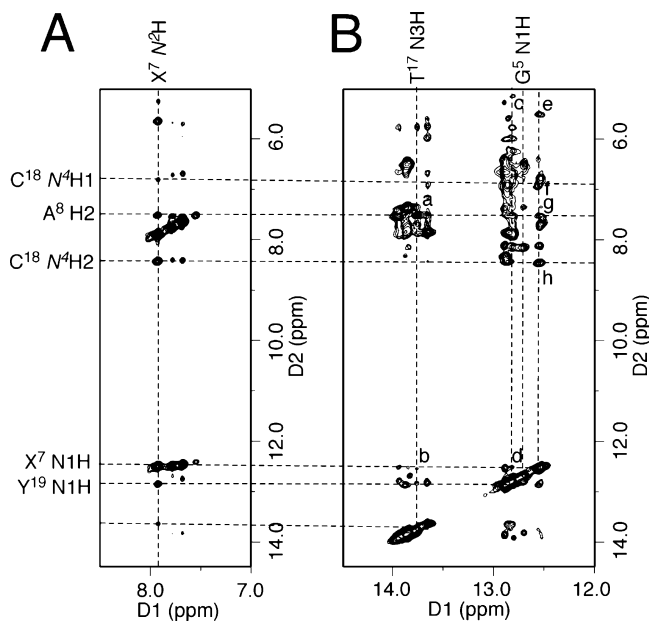 A
B
X⁷ N²H
T¹⁷ N3H
G⁵ N1H
C¹⁸ N⁴H1
A⁸ H2
C¹⁸ N⁴H2
X⁷ N1H
Y¹⁹ N1H
6.0
8.0
10.0
12.0
14.0
D2 (ppm)
8.0
7.0
D1 (ppm)
a
b
c
d
e
f
g
h
6.0
8.0
10.0
12.0
14.0
D2 (ppm)
14.0
13.0
12.0
D1 (ppm)